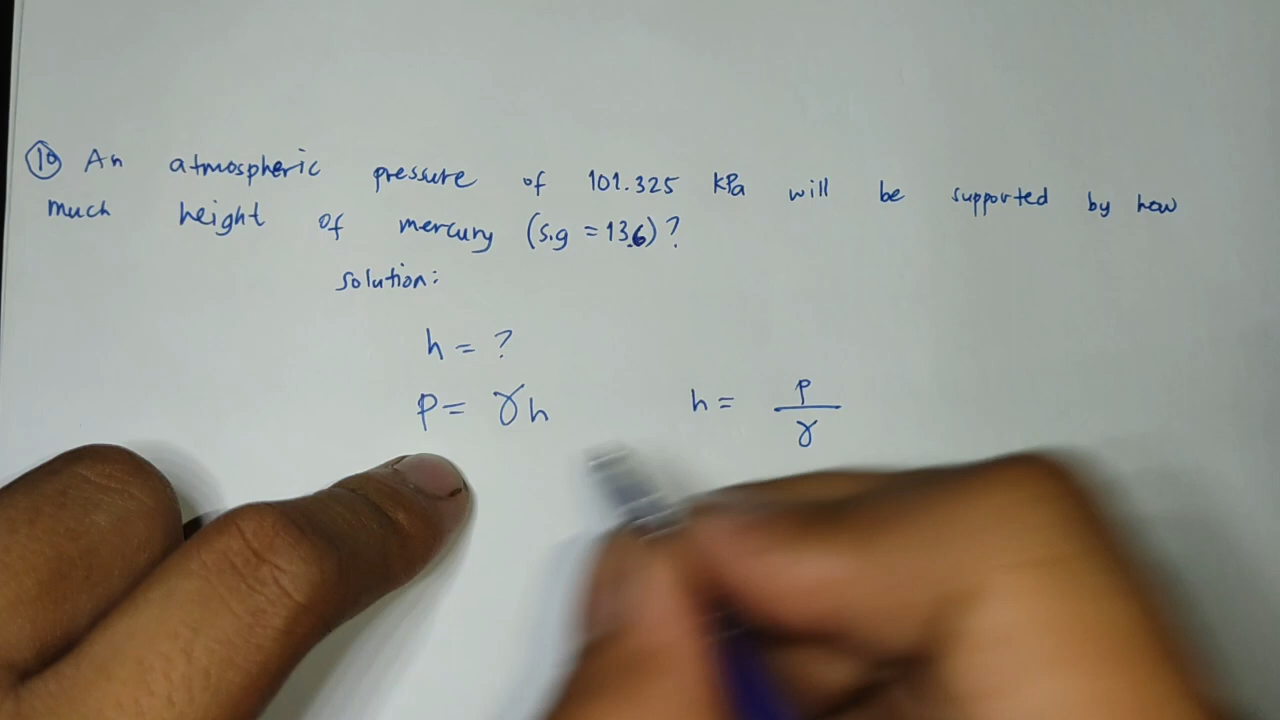 10 An atmospheric pressure of 101.325 kPa will be supported by how
much height of mercury (s.g = 13.6)?
solution:
h = ?
P = γh h = P/γ